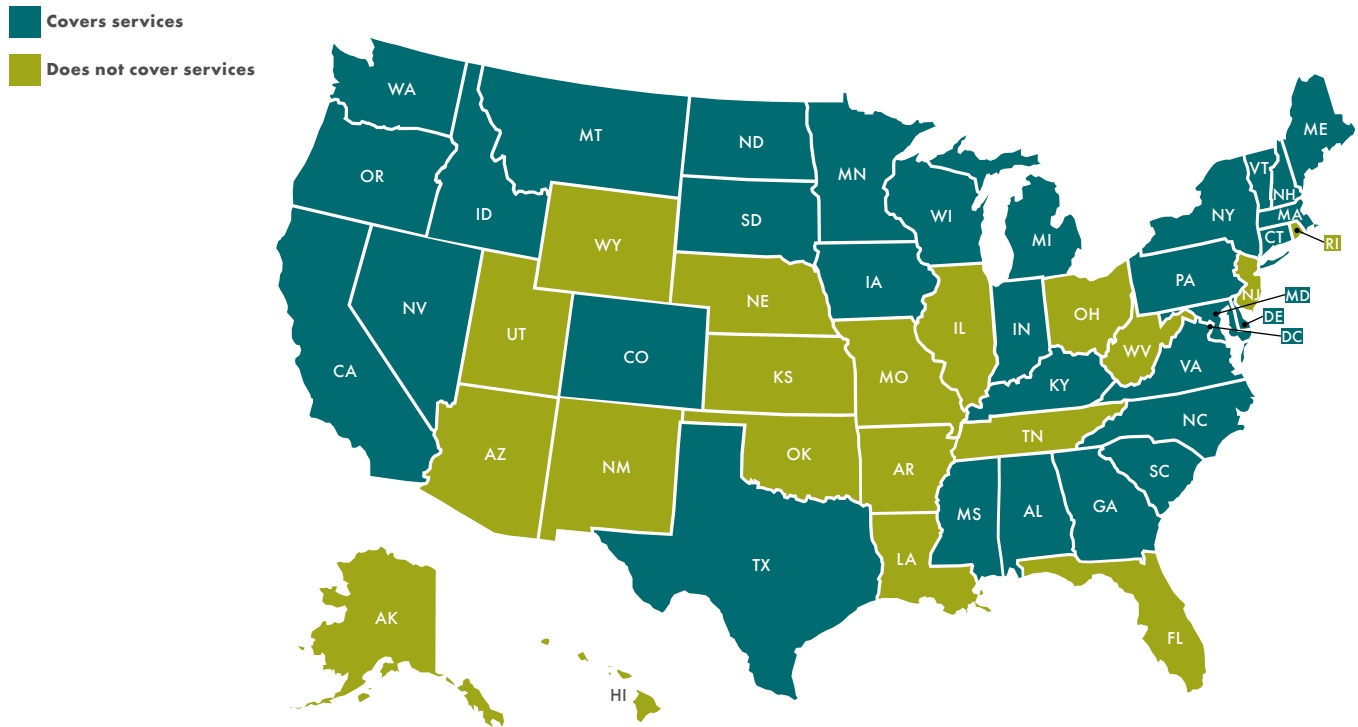 Covers services
Does not cover services
WA
MT
ND
MN
ME
OR
ID
SD
WI
MI
VT
NH
NY
MA
CT
RI
WY
IA
PA
NJ
NE
NV
UT
CO
IL
IN
OH
MD
DE
DC
WV
VA
CA
KS
MO
KY
NC
TN
AZ
NM
OK
AR
SC
MS
AL
GA
TX
LA
AK
HI
FL